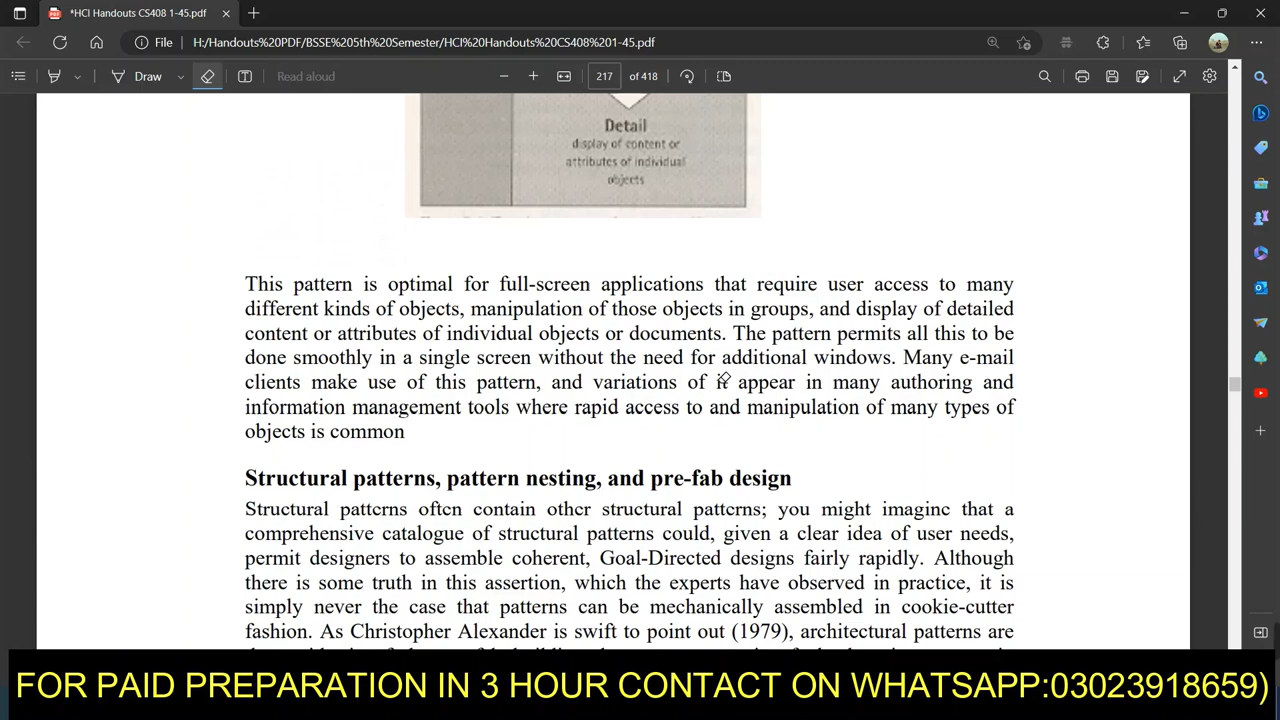 *HCI Handouts CS408 1-45.pdf
File H:/Handouts%20PDF/BSSE%205th%20Semester/HCI%20Handouts%20CS408%201-45.pdf
Draw Read aloud 217 of 418
Detail
display of content or
attributes of individual
objects
This pattern is optimal for full-screen applications that require user access to many
different kinds of objects, manipulation of those objects in groups, and display of detailed
content or attributes of individual objects or documents. The pattern permits all this to be
done smoothly in a single screen without the need for additional windows. Many e-mail
clients make use of this pattern, and variations of it appear in many authoring and
information management tools where rapid access to and manipulation of many types of
objects is common
Structural patterns, pattern nesting, and pre-fab design
Structural patterns often contain other structural patterns; you might imagine that a
comprehensive catalogue of structural patterns could, given a clear idea of user needs,
permit designers to assemble coherent, Goal-Directed designs fairly rapidly. Although
there is some truth in this assertion, which the experts have observed in practice, it is
simply never the case that patterns can be mechanically assembled in cookie-cutter
fashion. As Christopher Alexander is swift to point out (1979), architectural patterns are
FOR PAID PREPARATION IN 3 HOUR CONTACT ON WHATSAPP:03023918659)